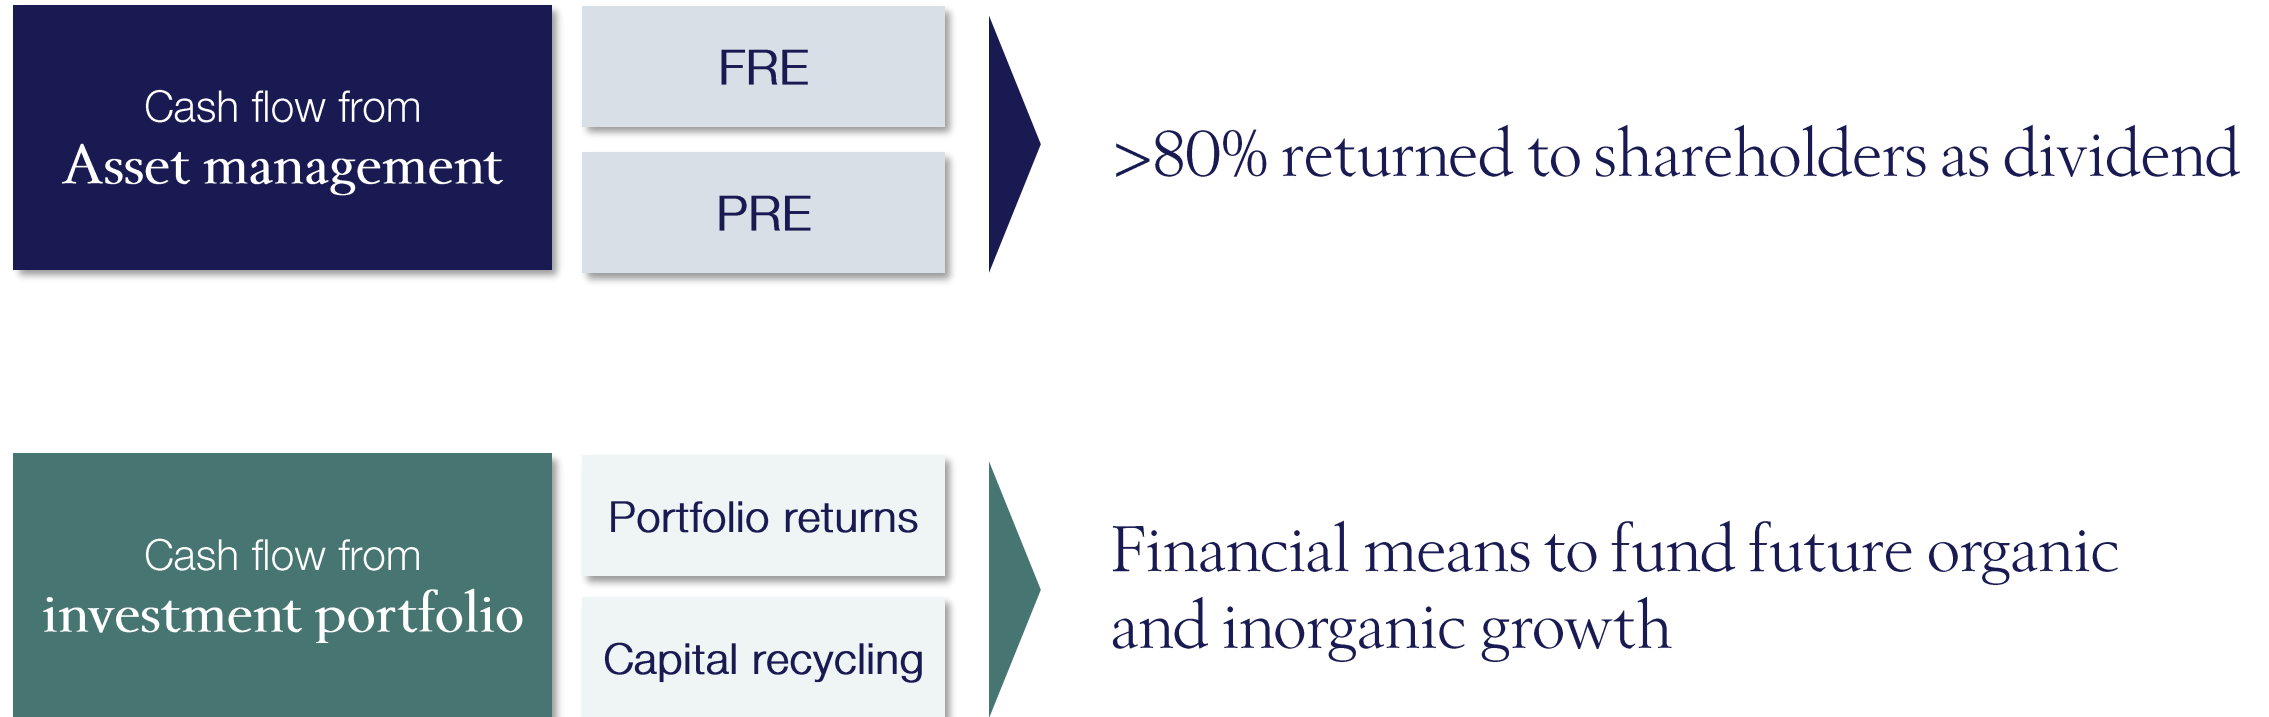 Cash flow from
Asset management
FRE
PRE
>80% returned to shareholders as dividend
Cash flow from
investment portfolio
Portfolio returns
Capital recycling
Financial means to fund future organic
and inorganic growth